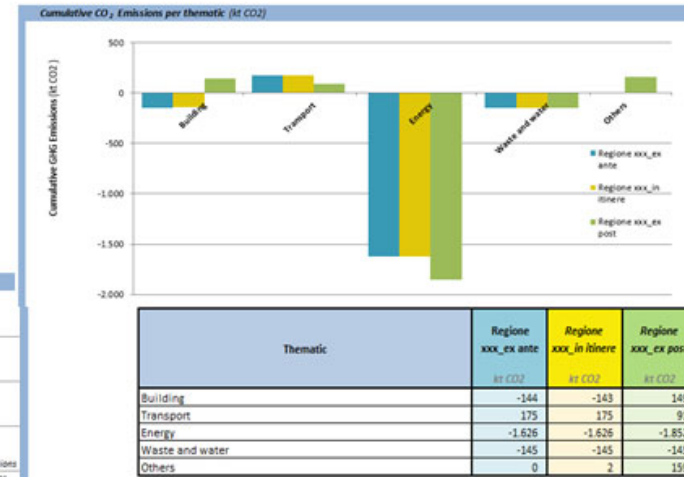 Cumulative CO₂ Emissions per thematic (kt CO2)
Cumulative GHG Emissions (kt CO2)
500
0
-500
-1.000
-1.500
-2.000
Building
Transport
Energy
Waste and water
Others
Regione xxx_ex
ante
Regione xxx_in
itinere
Regione xxx_ex
post
Thematic
Regione
xxx_ex ante
kt CO2
Regione
xxx_in itinere
kt CO2
Regione
xxx_ex post
kt CO2
Building -144 -143
Transport 175 175
Energy -1.626 -1.626
Waste and water -145 -145
Others 0 2